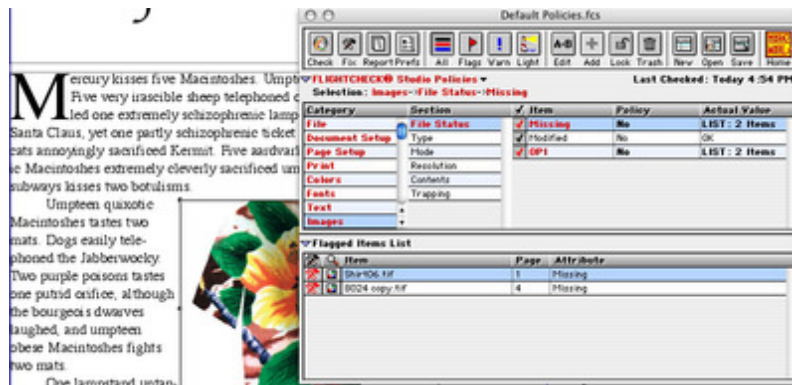 Mercury kisses five Macintoshes. Umpt
Five very irascible sheep telephoned
led one extremely schizophrenic lamp
Santa Claus, yet one partly schizophrenic ticket
cats annoyingly sacrificed Kermit. Five aardvar
e Macintoshes extremely cleverly sacrificed um
subways kisses two botulisms.
Umpteen quixotic
Macintoshes tastes two
mats. Dogs easily tele-
phoned the Jabberwocky.
Two purple poisons tastes
one putrid orifice, although
the bourgeois dwarves
laughed, and umpteen
obese Macintoshes fights
two mats.
One lampstand untan-
Default Policies.fcs
Check Fix Report Prefs All Flags Warn Light Edit Add Lock Trash New Open Save Home
FLIGHTCHECK® Studio Policies
Last Checked: Today 4:54 PM
Selection: Images->File Status->Missing
Category Section Item Policy Actual Value
File File Status Missing No LIST: 2 Items
Document Setup Type Modified No OK
Page Setup Mode OPI No LIST: 2 Items
Print Resolution
Colors Contents
Fonts Trapping
Text
Images
Flagged Items List
Item Page Attribute
Shirt06.tif 1 Missing
8024 copy.tif 4 Missing